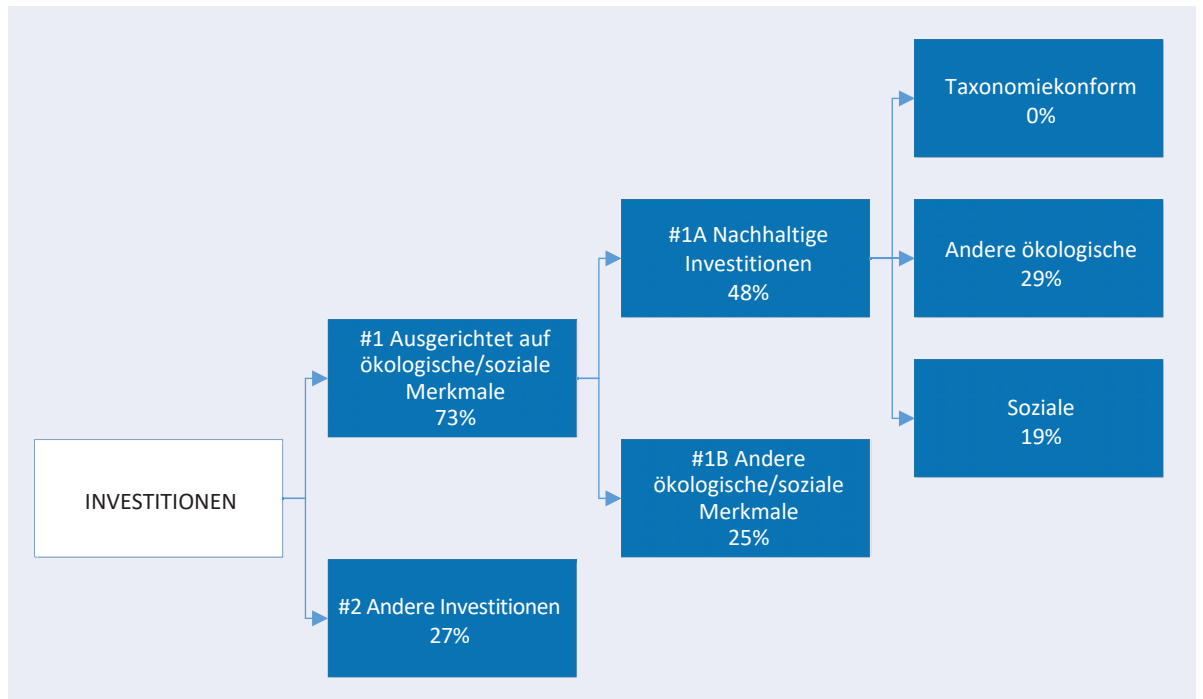 INVESTITIONEN
#1 Ausgerichtet auf
ökologische/soziale
Merkmale
73%
#2 Andere Investitionen
27%
#1A Nachhaltige
Investitionen
48%
#1B Andere
ökologische/soziale
Merkmale
25%
Taxonomiekonform
0%
Andere ökologische
29%
Soziale
19%